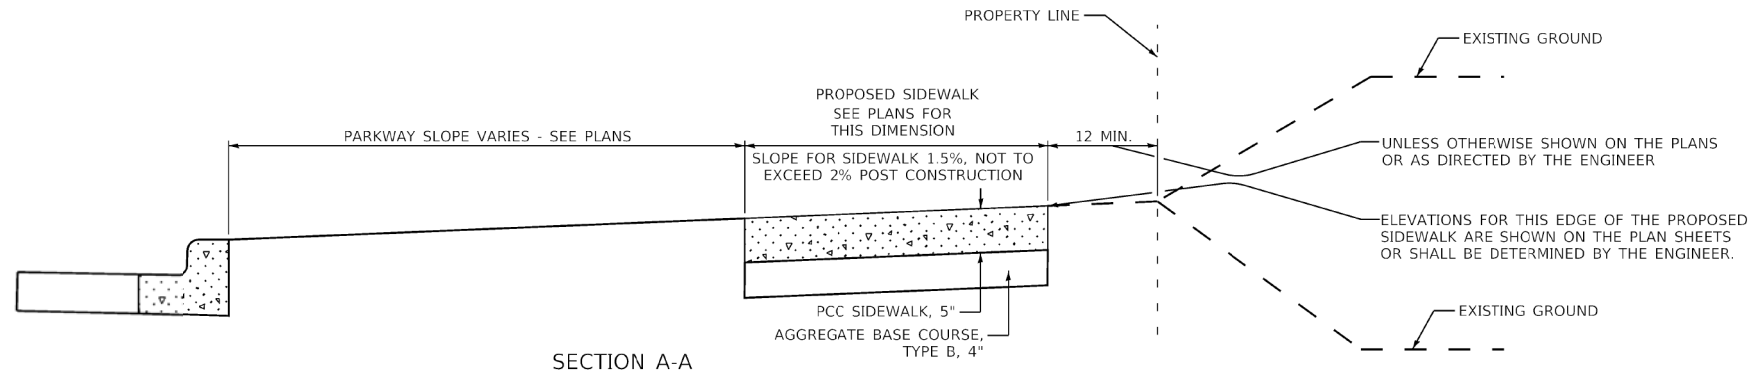 PROPERTY LINE
EXISTING GROUND
PROPOSED SIDEWALK
SEE PLANS FOR
THIS DIMENSION
PARKWAY SLOPE VARIES - SEE PLANS
12 MIN.
UNLESS OTHERWISE SHOWN ON THE PLANS
OR AS DIRECTED BY THE ENGINEER
SLOPE FOR SIDEWALK 1.5%, NOT TO
EXCEED 2% POST CONSTRUCTION
ELEVATIONS FOR THIS EDGE OF THE PROPOSED
SIDEWALK ARE SHOWN ON THE PLAN SHEETS
OR SHALL BE DETERMINED BY THE ENGINEER.
PCC SIDEWALK, 5"
EXISTING GROUND
AGGREGATE BASE COURSE,
TYPE B, 4"
SECTION A-A